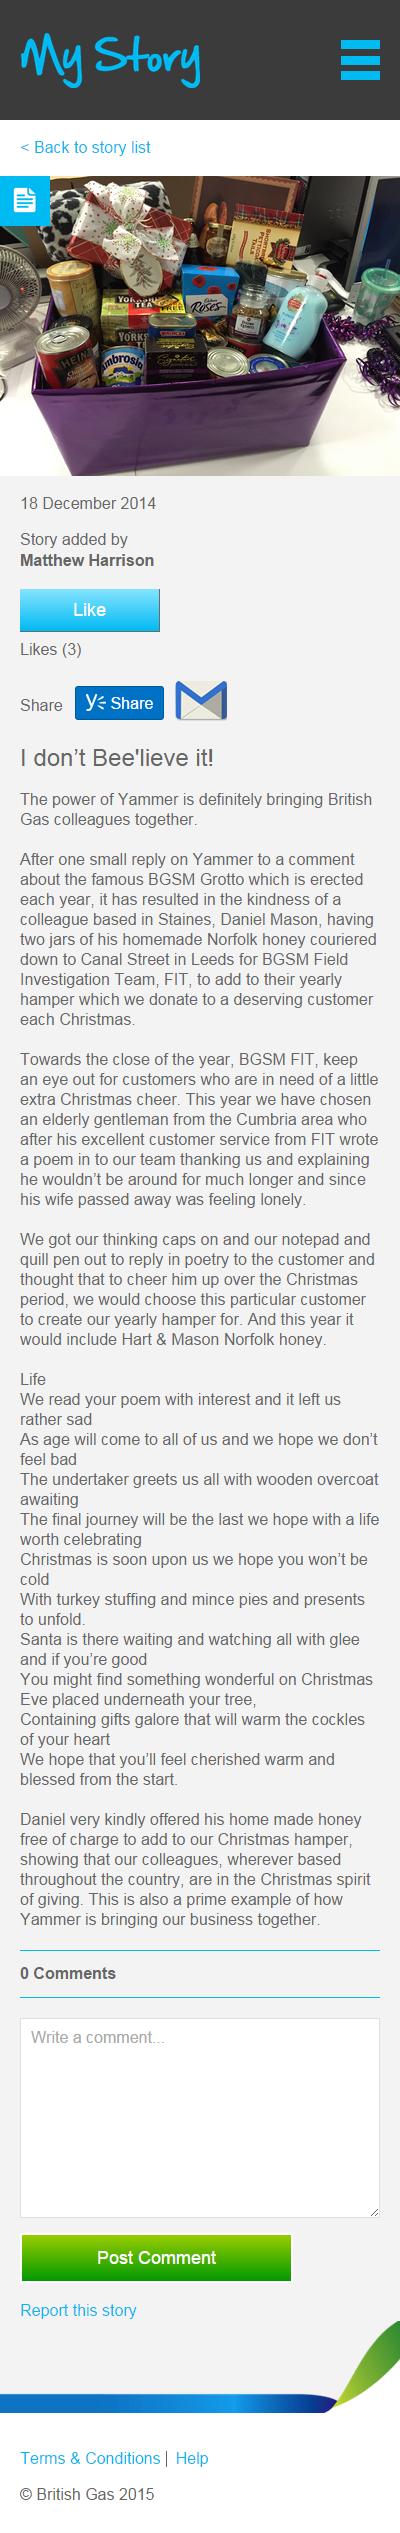 My Story
< Back to story list
HEINZ
Ambrosia
YORKSHIRE
TEA
YORKS
FREE
Cadbury
Roses
18 December 2014
Story added by
Matthew Harrison
Like
Likes (3)
Share
Share
I don’t Bee'lieve it!
The power of Yammer is definitely bringing British
Gas colleagues together.
After one small reply on Yammer to a comment
about the famous BGSM Grotto which is erected
each year, it has resulted in the kindness of a
colleague based in Staines, Daniel Mason, having
two jars of his homemade Norfolk honey couriered
down to Canal Street in Leeds for BGSM Field
Investigation Team, FIT, to add to their yearly
hamper which we donate to a deserving customer
each Christmas.
Towards the close of the year, BGSM FIT, keep
an eye out for customers who are in need of a little
extra Christmas cheer. This year we have chosen
an elderly gentleman from the Cumbria area who
after his excellent customer service from FIT wrote
a poem in to our team thanking us and explaining
he wouldn’t be around for much longer and since
his wife passed away was feeling lonely.
We got our thinking caps on and our notepad and
quill pen out to reply in poetry to the customer and
thought that to cheer him up over the Christmas
period, we would choose this particular customer
to create our yearly hamper for. And this year it
would include Hart & Mason Norfolk honey.
Life
We read your poem with interest and it left us
rather sad
As age will come to all of us and we hope we don’t
feel bad
The undertaker greets us all with wooden overcoat
awaiting
The final journey will be the last we hope with a life
worth celebrating
Christmas is soon upon us we hope you won’t be
cold
With turkey stuffing and mince pies and presents
to unfold.
Santa is there waiting and watching all with glee
and if you’re good
You might find something wonderful on Christmas
Eve placed underneath your tree,
Containing gifts galore that will warm the cockles
of your heart
We hope that you’ll feel cherished warm and
blessed from the start.
Daniel very kindly offered his home made honey
free of charge to add to our Christmas hamper,
showing that our colleagues, wherever based
throughout the country, are in the Christmas spirit
of giving. This is also a prime example of how
Yammer is bringing our business together.
0 Comments
Write a comment...
Post Comment
Report this story
Terms & Conditions | Help
© British Gas 2015